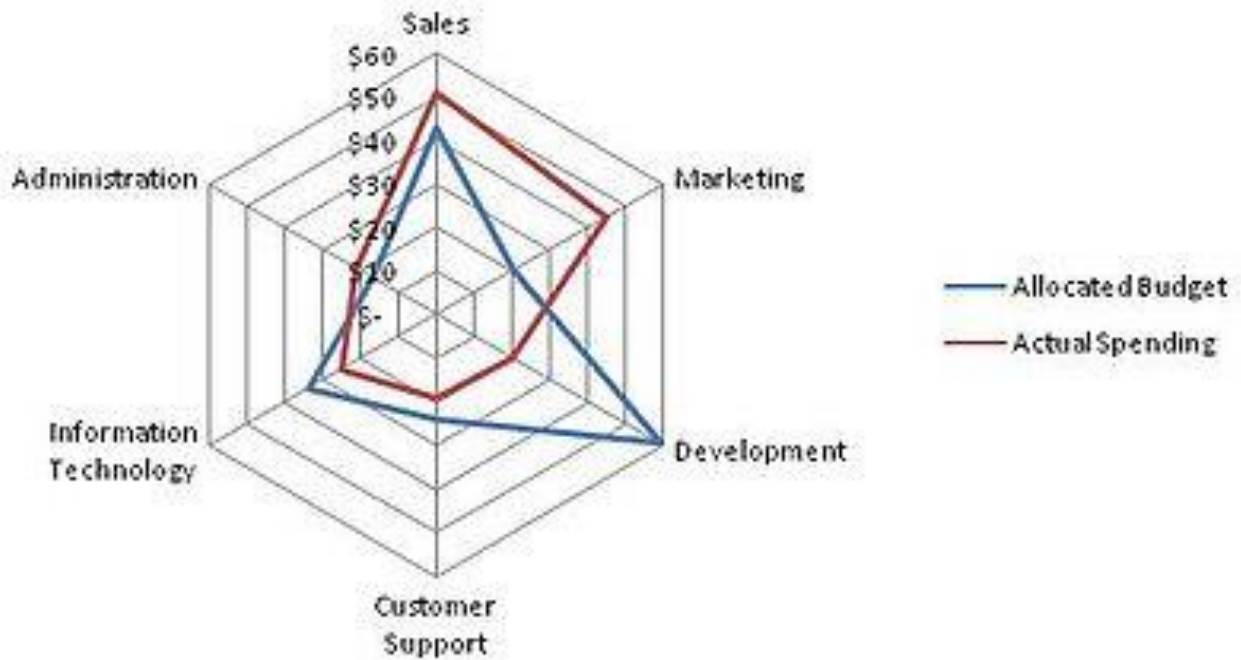 Sales
$60
$50
$40
$30
$20
$10
$-
Administration
Marketing
Information
Technology
Development
Customer
Support
Allocated Budget
Actual Spending